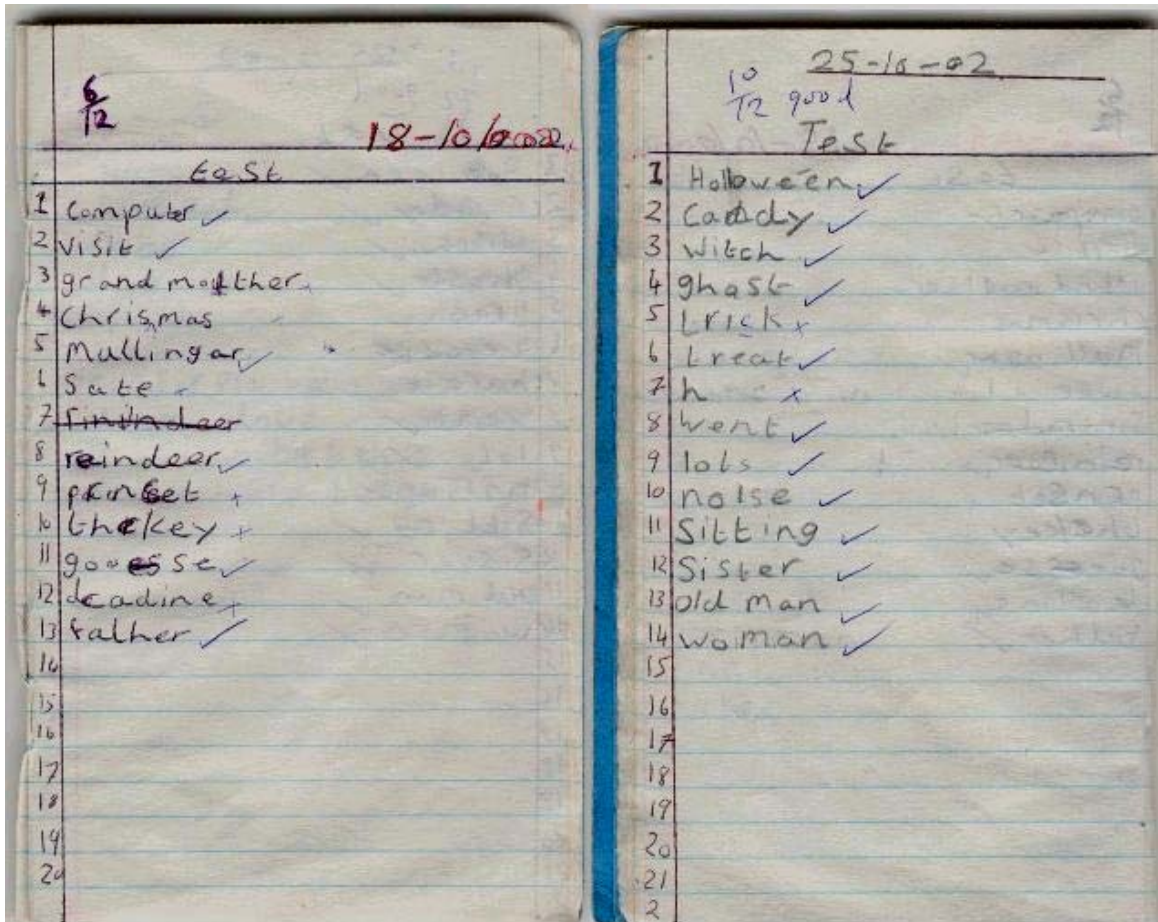 6/12
18-10/2002
test
1 Computer ✓
2 visit ✓
3 grand mother
4 Chrismas
5 Mullingar ✓
6 Sate
7
8 reindeer ✓
9 x
10 thekey x
11 goose ✓
12 deadine x
13 father ✓
14
15
16
17
18
19
20
25-10-02
10/12 good
Test
1 Holloween ✓
2 Candy ✓
3 witch ✓
4 ghost ✓
5 trick x
6 treat ✓
7 h x
8 went ✓
9 lots ✓
10 noise ✓
11 Sitting ✓
12 Sister ✓
13 old man ✓
14 woman ✓
15
16
17
18
19
20
21
2